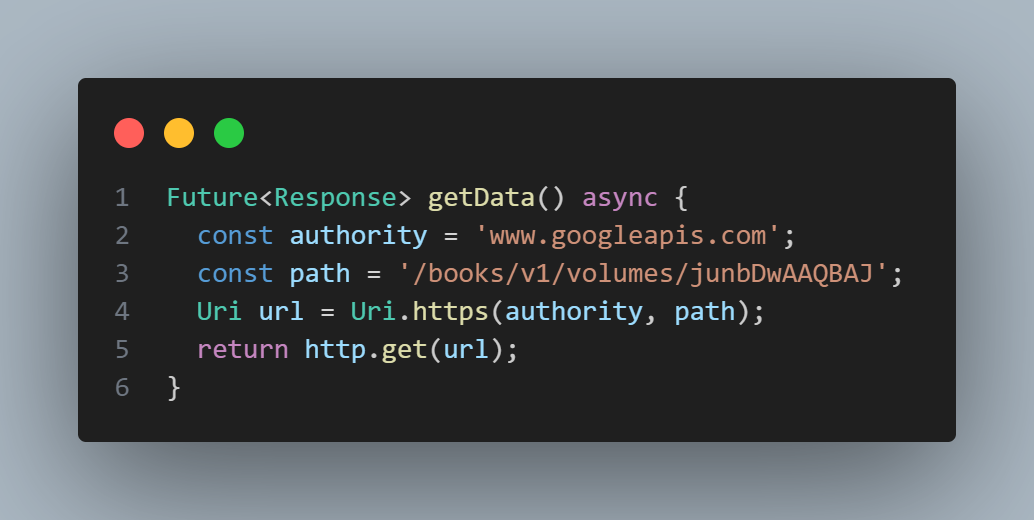 1 Future<Response> getData() async {
2 const authority = 'www.googleapis.com';
3 const path = '/books/v1/volumes/junbDwAAQBAJ';
4 Uri url = Uri.https(authority, path);
5 return http.get(url);
6 }